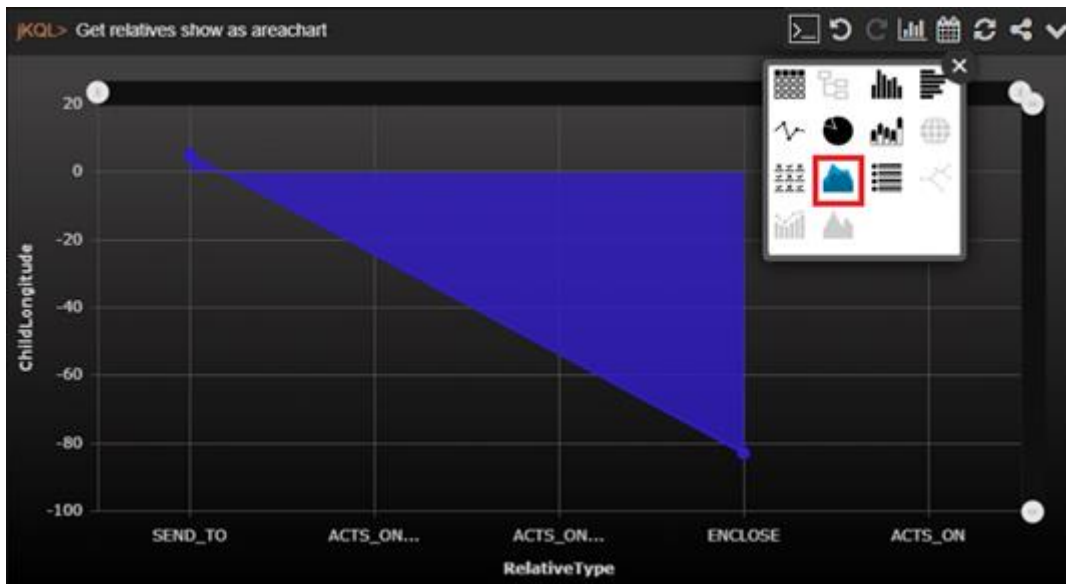 jKQL> Get relatives show as areachart
20
0
-20
-40
-60
-80
-100
ChildLongitude
SEND_TO ACTS_ON... ACTS_ON... ENCLOSE ACTS_ON
RelativeType